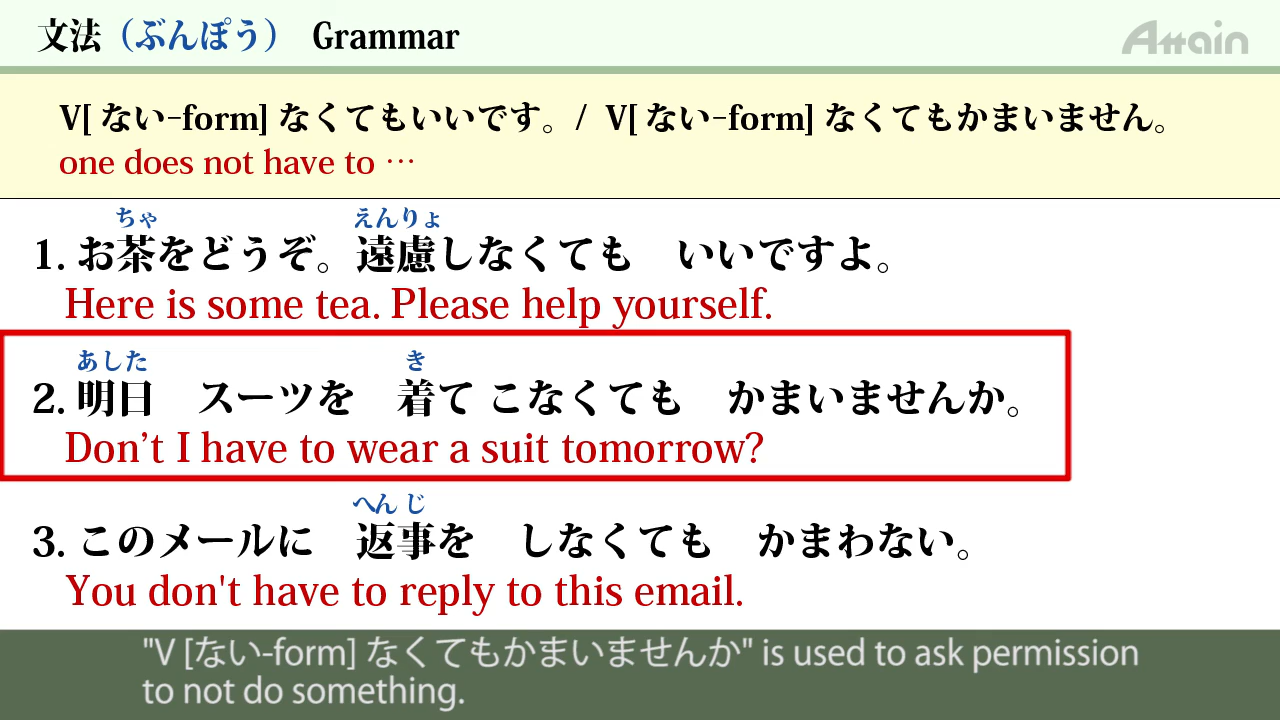 文法（ぶんぽう） Grammar
Attain
V[ ない-form] なくてもいいです。/ V[ ない-form] なくてもかまいません。
one does not have to …
ちゃ えんりょ
1. お茶をどうぞ。遠慮しなくても　いいですよ。
Here is some tea. Please help yourself.
あした き
2. 明日　スーツを　着て こなくても　かまいませんか。
Don’t I have to wear a suit tomorrow?
へん じ
3. このメールに　返事を　しなくても　かまわない。
You don't have to reply to this email.
"V [ない-form] なくてもかまいませんか" is used to ask permission
to not do something.